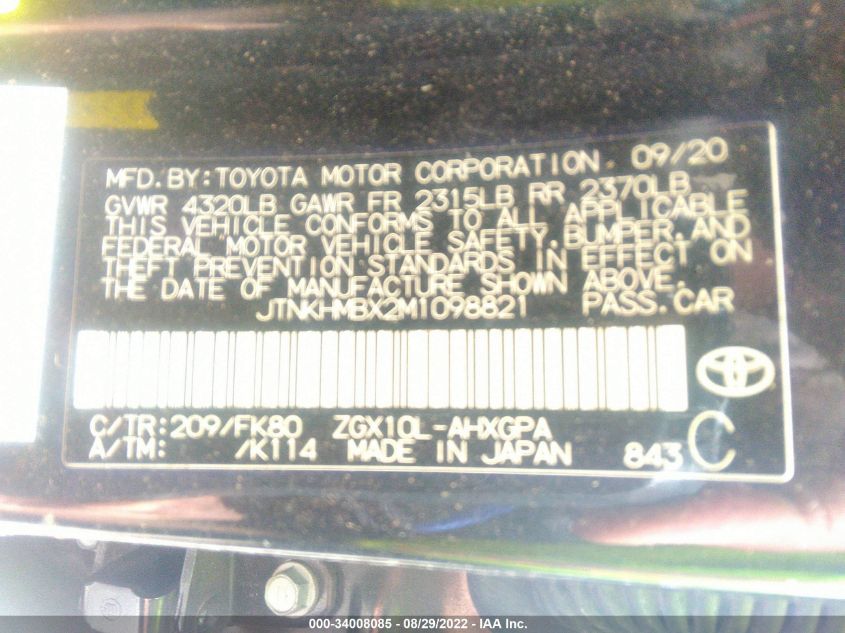 MFD. BY: TOYOTA MOTOR CORPORATION 09/20
GVWR 4320LB GAWR FR 2315LB RR 2370LB
THIS VEHICLE CONFORMS TO ALL APPLICABLE
FEDERAL MOTOR VEHICLE SAFETY, BUMPER, AND
THEFT PREVENTION STANDARDS IN EFFECT ON
THE DATE OF MANUFACTURE SHOWN ABOVE.
JTNKHMBX2M1098821 PASS. CAR
C/TR: 209/FK80 ZGX10L-AHXGPA
A/TM: /K114 MADE IN JAPAN 843 C
000-34008085 - 08/29/2022 - IAA Inc.